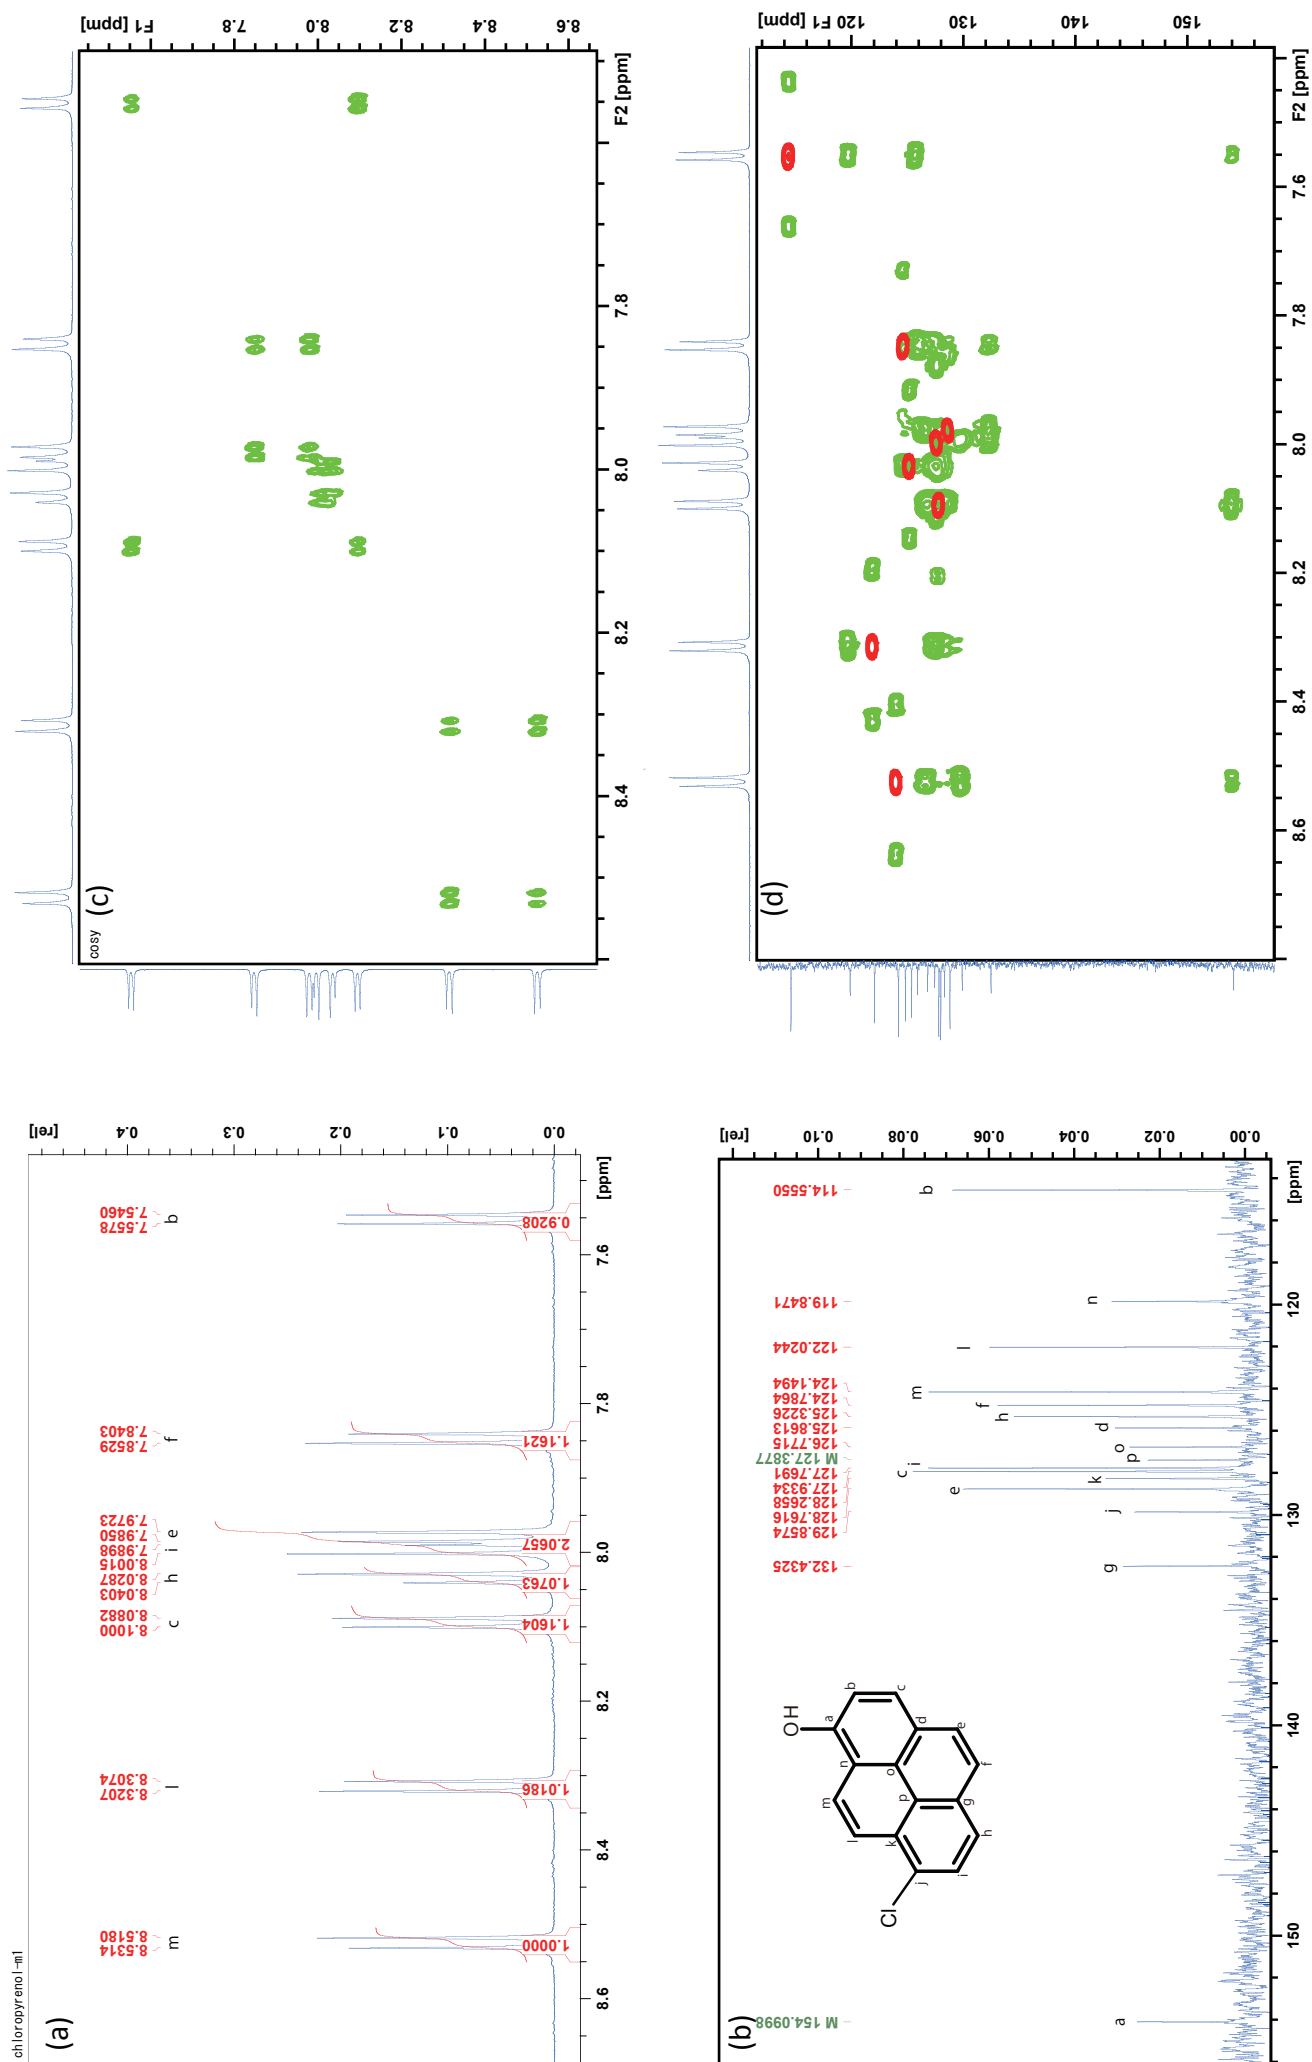 chloropyrenol-m1
(a)
8.5314
8.5180
8.3207
8.3074
8.1000
8.0882
8.0403
8.0287
8.0015
7.9898
7.9850
7.9723
7.8529
7.8403
7.5578
7.5460
m
l
c
h
i
e
f
b
1.0000
1.0186
1.1604
1.0763
2.0657
1.1621
0.9208
8.6
8.4
8.2
8.0
7.8
7.6
[ppm]
0.0
0.1
0.2
0.3
0.4
[rel]
cosy
(c)
8.4
8.2
8.0
7.8
F2 [ppm]
8.6
8.4
8.2
8.0
7.8
F1 [ppm]
(b)
M 154.0998
132.4325
129.8574
128.7616
128.2658
127.9334
127.7691
M 127.3877
126.7715
125.8613
125.3226
124.7864
124.1494
122.0244
119.8471
114.5550
a
g
j
e
k
c
i
p
o
d
h
f
m
l
n
b
OH
Cl
a
b
c
d
e
f
g
h
i
j
k
l
m
n
o
p
150
140
130
120
[ppm]
0.00
0.02
0.04
0.06
0.08
0.10
[rel]
(d)
8.6
8.4
8.2
8.0
7.8
7.6
F2 [ppm]
150
140
130
120
F1 [ppm]